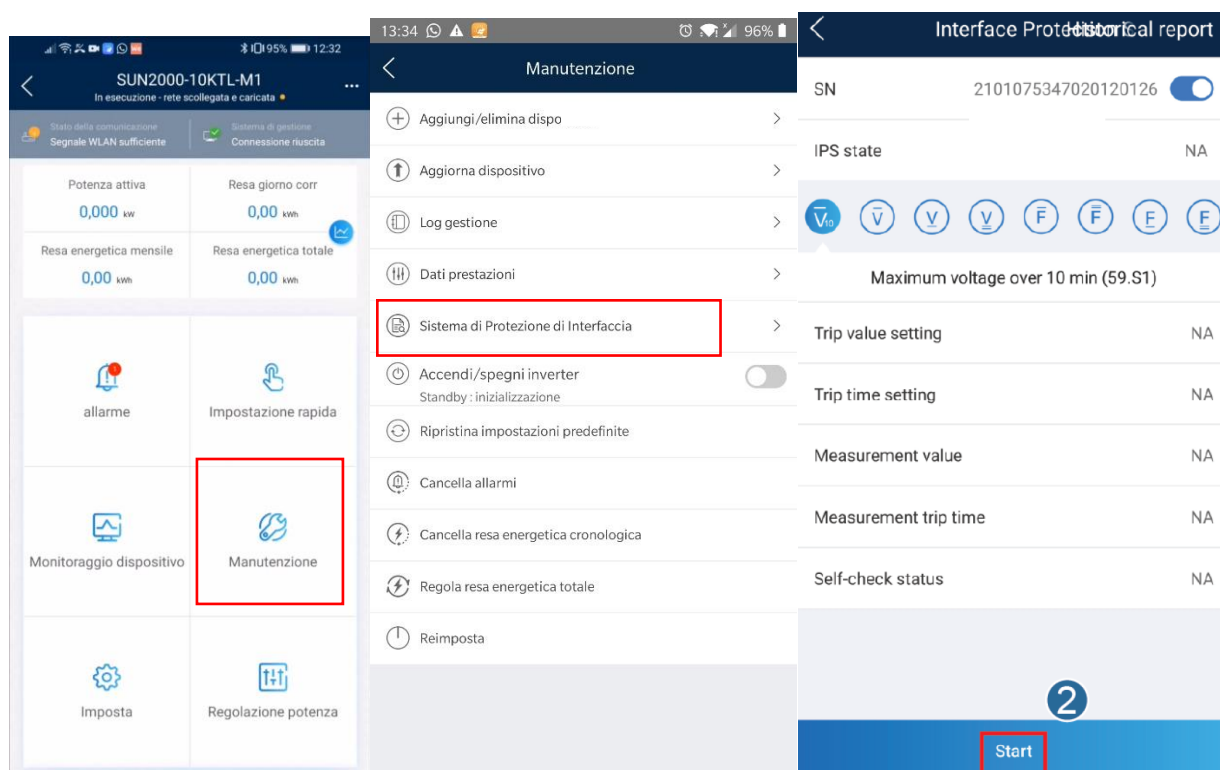 95% 12:32
SUN2000-10KTL-M1
In esecuzione - rete scollegata e caricata
Stato della comunicazione
Segnale WLAN sufficiente
Sistema di gestione
Connessione riuscita
Potenza attiva
0,000 kW
Resa giorno corr
0,00 kWh
Resa energetica mensile
0,00 kWh
Resa energetica totale
0,00 kWh
allarme
Impostazione rapida
Monitoraggio dispositivo
Manutenzione
Imposta
Regolazione potenza
13:34 96%
Manutenzione
Aggiungi/elimina dispo
Aggiorna dispositivo
Log gestione
Dati prestazioni
Sistema di Protezione di Interfaccia
Accendi/spegni inverter
Standby : inizializzazione
Ripristina impostazioni predefinite
Cancella allarmi
Cancella resa energetica cronologica
Regola resa energetica totale
Reimposta
Interface Protection Historical report
SN 2101075347020120126
IPS state NA
V10 V V V F F F F
Maximum voltage over 10 min (59.S1)
Trip value setting NA
Trip time setting NA
Measurement value NA
Measurement trip time NA
Self-check status NA
2
Start